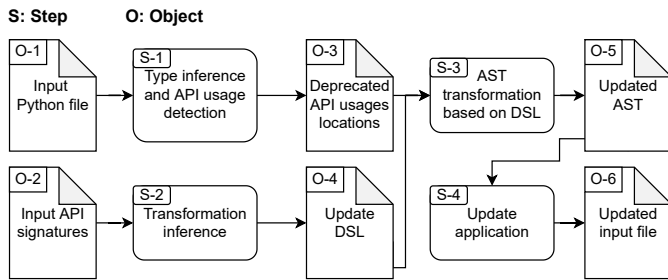 S: Step
O: Object
O-1
Input
Python file
S-1
Type inference
and API usage
detection
O-3
Deprecated
API usages
locations
S-3
AST
transformation
based on DSL
O-5
Updated
AST
O-2
Input API
signatures
S-2
Transformation
inference
O-4
Update
DSL
S-4
Update
application
O-6
Updated
input file